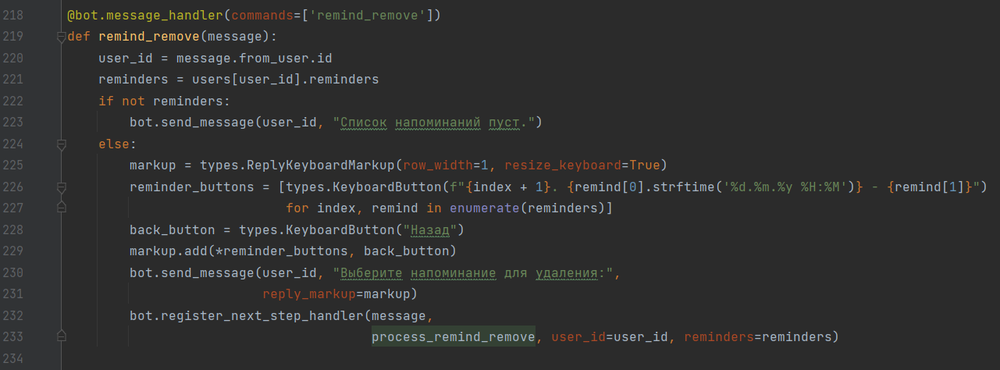 218 @bot.message_handler(commands=['remind_remove'])
219 def remind_remove(message):
220     user_id = message.from_user.id
221     reminders = users[user_id].reminders
222     if not reminders:
223         bot.send_message(user_id, "Список напоминаний пуст.")
224     else:
225         markup = types.ReplyKeyboardMarkup(row_width=1, resize_keyboard=True)
226         reminder_buttons = [types.KeyboardButton(f"{index + 1}. {remind[0].strftime('%d.%m.%y %H:%M')} - {remind[1]}")
227                             for index, remind in enumerate(reminders)]
228         back_button = types.KeyboardButton("Назад")
229         markup.add(*reminder_buttons, back_button)
230         bot.send_message(user_id, "Выберите напоминание для удаления:",
231                          reply_markup=markup)
232         bot.register_next_step_handler(message,
233                                        process_remind_remove, user_id=user_id, reminders=reminders)
234